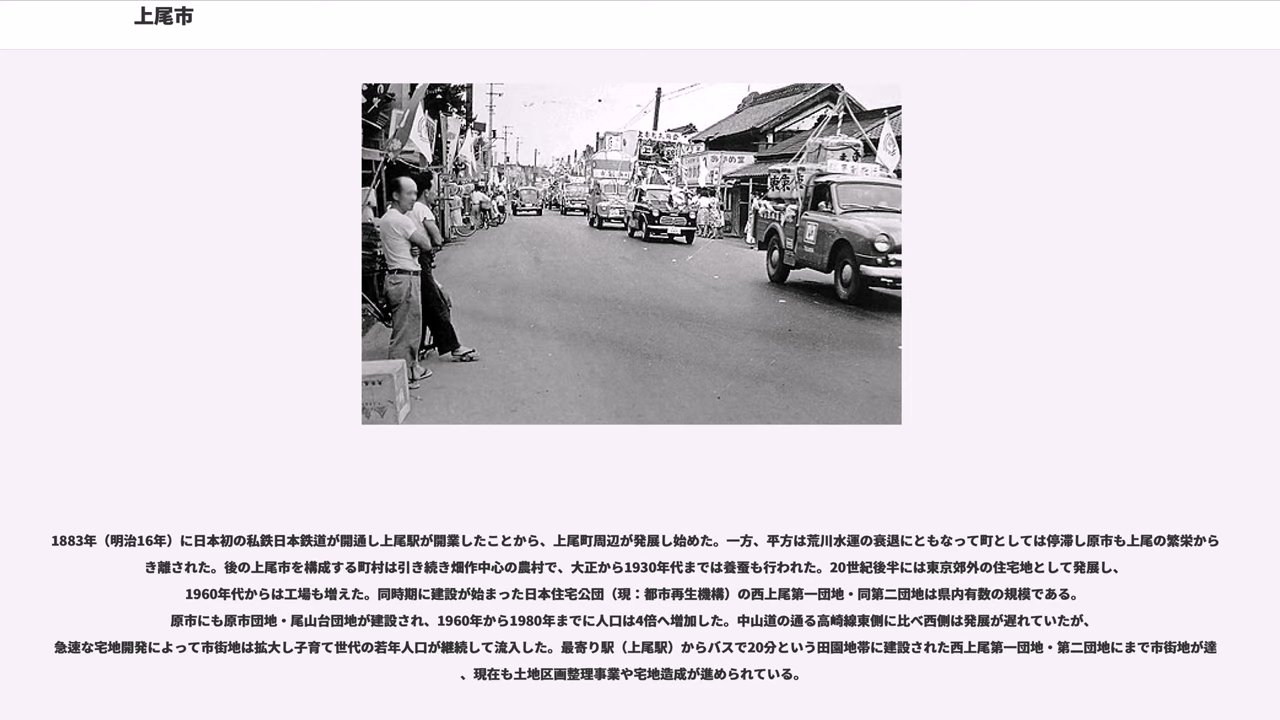 上尾市
1883年（明治16年）に日本初の私鉄日本鉄道が開通し上尾駅が開業したことから、上尾町周辺が発展し始めた。一方、平方は荒川水運の衰退にともなって町としては停滞し原市も上尾の繁栄から
き離された。後の上尾市を構成する町村は引き続き畑作中心の農村で、大正から1930年代までは養蚕も行われた。20世紀後半には東京郊外の住宅地として発展し、
1960年代からは工場も増えた。同時期に建設が始まった日本住宅公団（現：都市再生機構）の西上尾第一団地・同第二団地は県内有数の規模である。
原市にも原市団地・尾山台団地が建設され、1960年から1980年までに人口は4倍へ増加した。中山道の通る高崎線東側に比べ西側は発展が遅れていたが、
急速な宅地開発によって市街地は拡大し子育て世代の若年人口が継続して流入した。最寄り駅（上尾駅）からバスで20分という田園地帯に建設された西上尾第一団地・第二団地にまで市街地が達
、現在も土地区画整理事業や宅地造成が進められている。